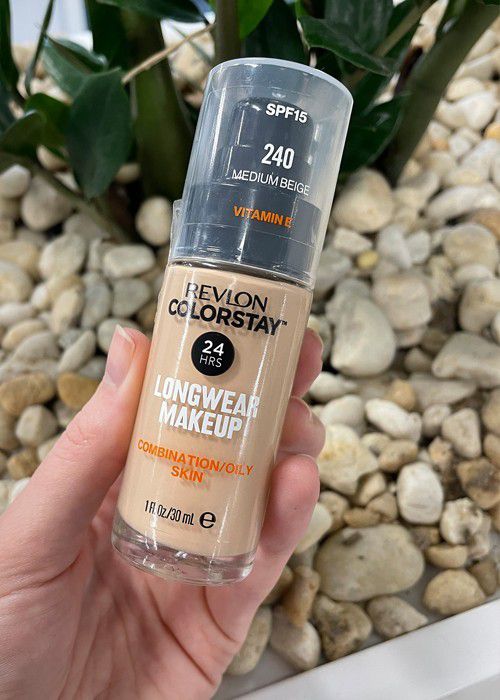 SPF15
240
MEDIUM BEIGE
VITAMIN E
REVLON
COLORSTAY™
24
HRS
LONGWEAR
MAKEUP
COMBINATION/OILY
SKIN
1 Fl Oz/30 mL ℮